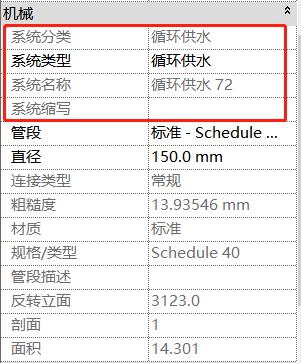 机械
系统分类 循环供水
系统类型 循环供水
系统名称 循环供水 72
系统缩写
管段 标准 - Schedule ...
直径 150.0 mm
连接类型 常规
粗糙度 13.93546 mm
材质 标准
规格/类型 Schedule 40
管段描述
反转立面 3123.0
剖面 1
面积 14.301